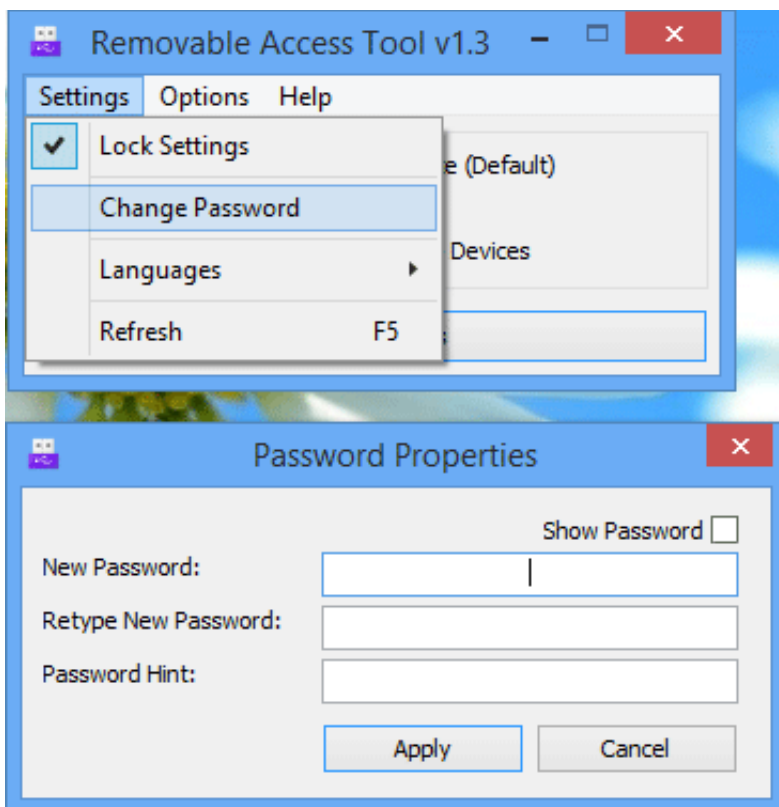 Removable Access Tool v1.3
Settings Options Help
Lock Settings
e (Default)
Change Password
Devices
Languages
Refresh F5
Password Properties
Show Password
New Password:
Retype New Password:
Password Hint:
Apply Cancel